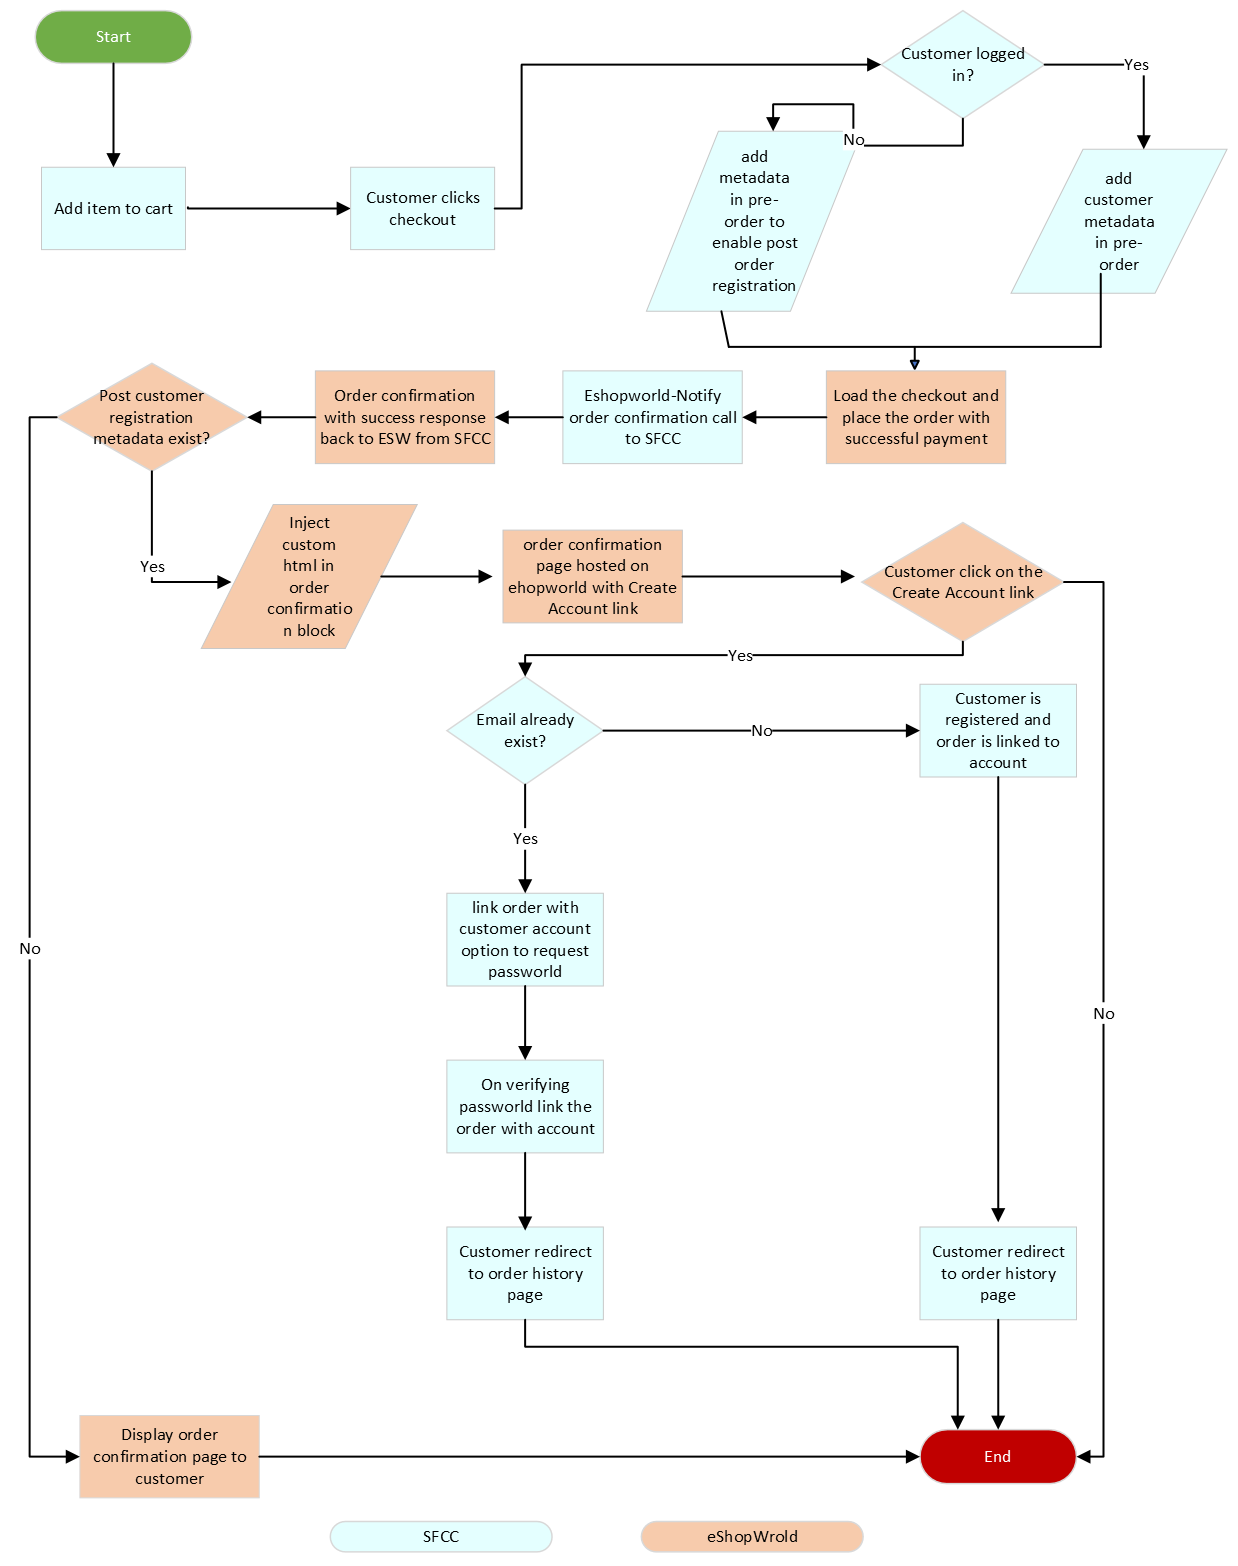 Start
Customer logged
in?
Yes
No
add
metadata
in pre-
order to
enable post
order
registration
add
customer
metadata
in pre-
order
Add item to cart
Customer clicks
checkout
Post customer
registration
metadata exist?
Order confirmation
with success response
back to ESW from SFCC
Eshopworld-Notify
order confirmation call
to SFCC
Load the checkout and
place the order with
successful payment
Yes
Inject
custom
html in
order
confirmatio
n block
order confirmation
page hosted on
ehopworld with Create
Account link
Customer click on the
Create Account link
Yes
Email already
exist?
No
Customer is
registered and
order is linked to
account
Yes
link order with
customer account
option to request
passworld
No
No
On verifying
passworld link the
order with account
Customer redirect
to order history
page
Customer redirect
to order history
page
Display order
confirmation page to
customer
End
SFCC
eShopWrold